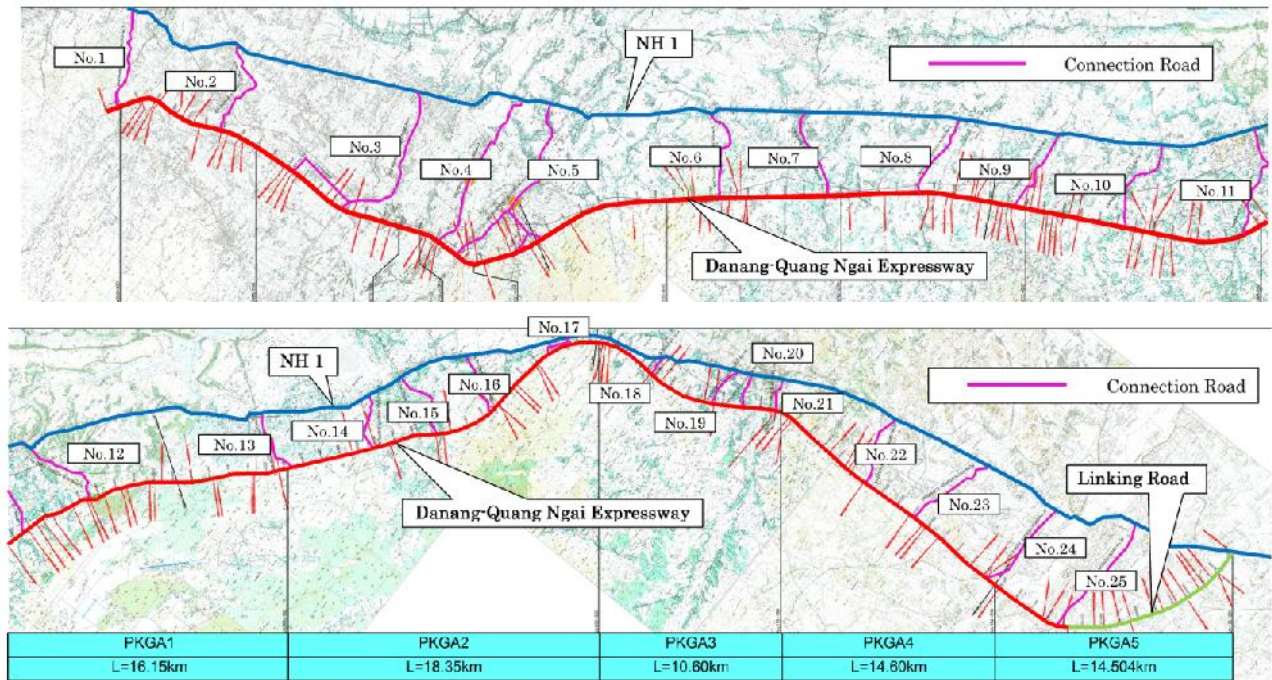 No.1
No.2
NH 1
Connection Road
No.3
No.4
No.5
No.6
No.7
No.8
No.9
No.10
No.11
Danang-Quang Ngai Expressway
No.17
NH 1
No.20
Connection Road
No.16
No.18
No.15
No.14
No.13
No.12
No.19
No.21
No.22
Linking Road
Danang-Quang Ngai Expressway
No.23
No.24
No.25
PKGA1 PKGA2 PKGA3 PKGA4 PKGA5
L=16.15km L=18.35km L=10.60km L=14.60km L=14.504km